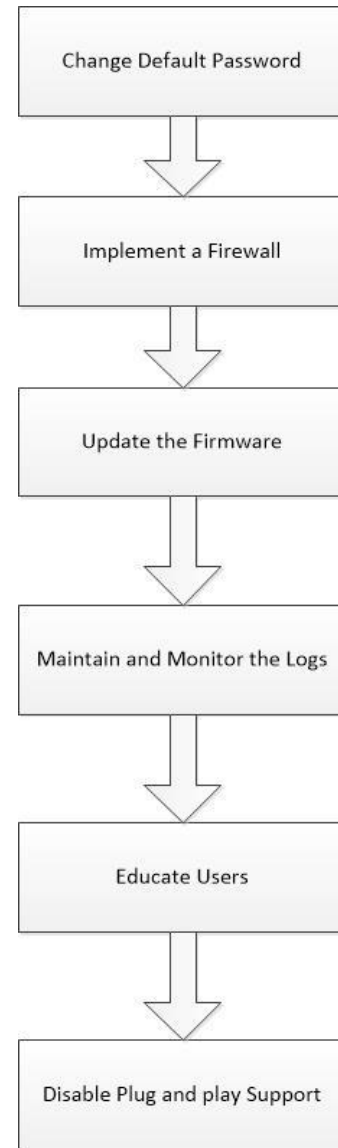 Change Default Password
Implement a Firewall
Update the Firmware
Maintain and Monitor the Logs
Educate Users
Disable Plug and play Support